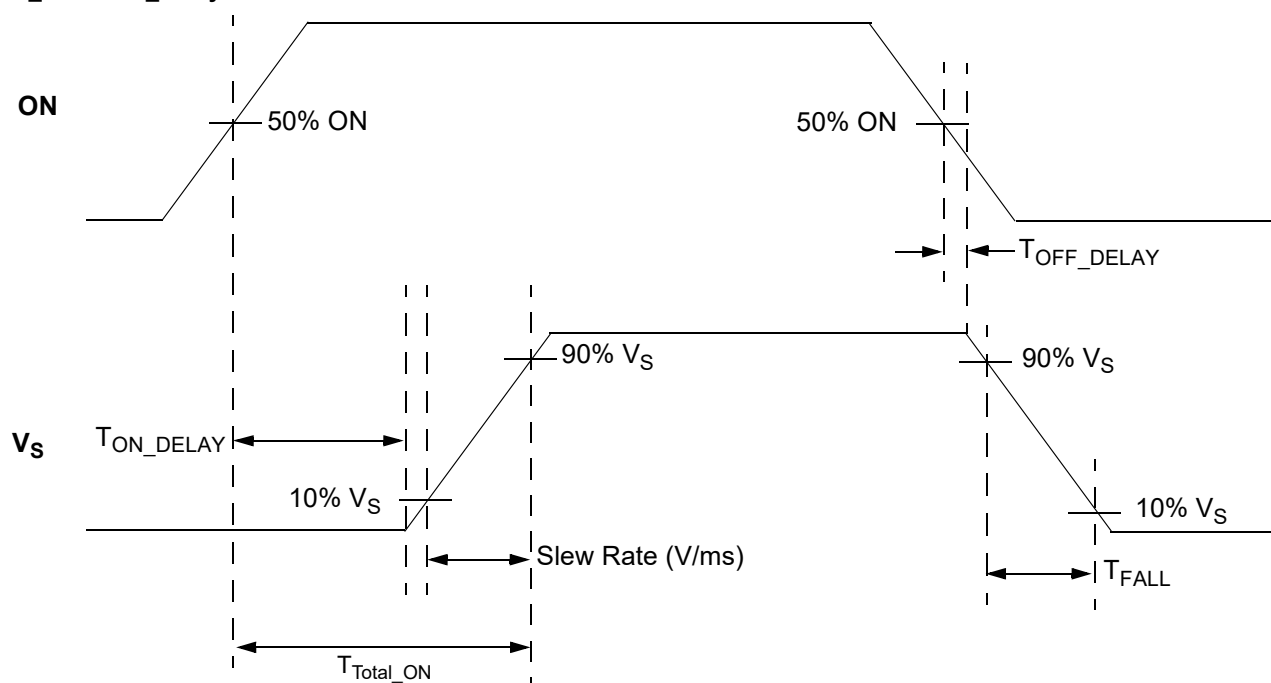 ON
50% ON
50% ON
T_OFF_DELAY
90% V_S
90% V_S
V_S
T_ON_DELAY
10% V_S
10% V_S
Slew Rate (V/ms)
T_FALL
T_Total_ON